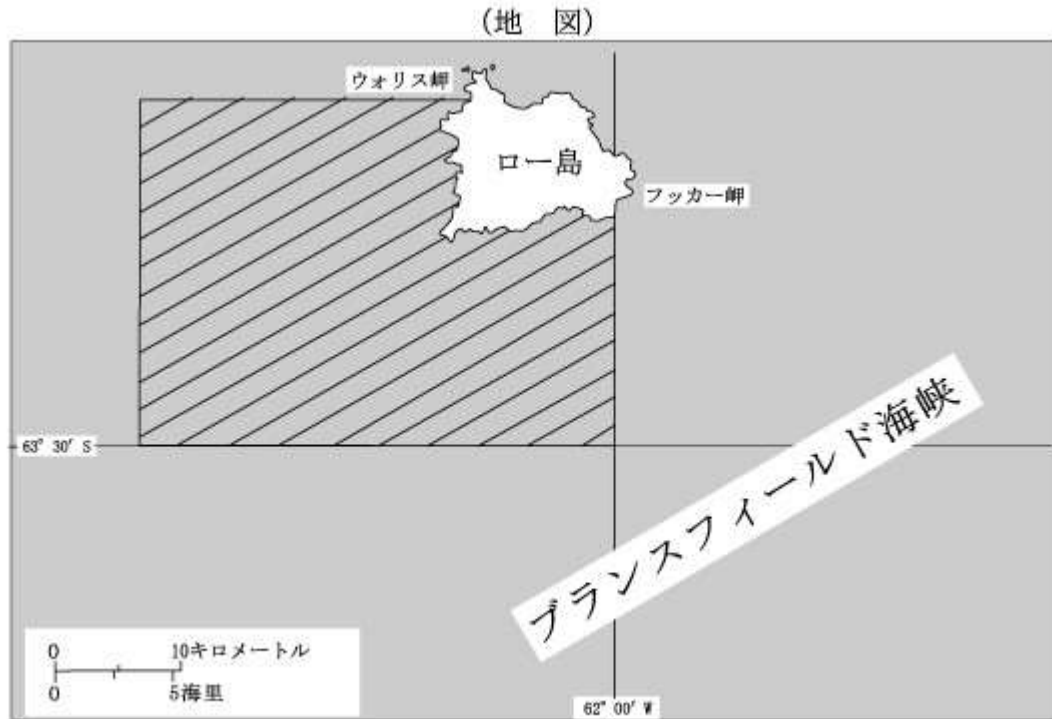 (地 図)
ウォリス岬
ロー島
フッカー岬
63° 30′ S
ブランスフィールド海峡
0 10キロメートル
0 5海里
62° 00′ W